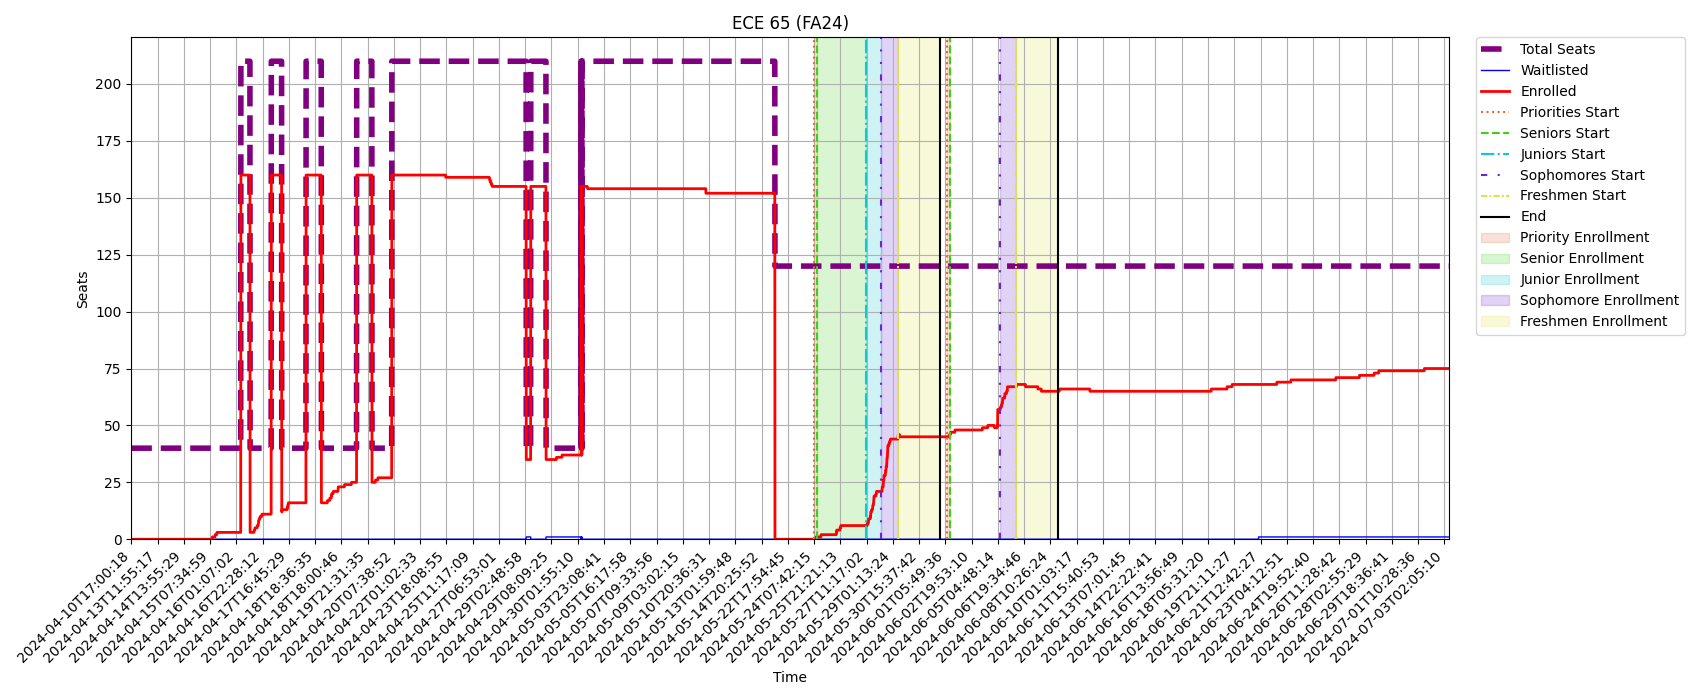 ECE 65 (FA24)
Total Seats
Waitlisted
Enrolled
Priorities Start
Seniors Start
Juniors Start
Sophomores Start
Freshmen Start
End
Priority Enrollment
Senior Enrollment
Junior Enrollment
Sophomore Enrollment
Freshmen Enrollment
Seats
200
175
150
125
100
75
50
25
0
2024-04-10T17:00:18
2024-04-13T11:55:17
2024-04-14T13:55:29
2024-04-15T07:34:59
2024-04-16T01:07:02
2024-04-16T22:28:12
2024-04-17T16:45:29
2024-04-18T18:36:35
2024-04-18T18:00:46
2024-04-19T21:31:35
2024-04-20T07:38:52
2024-04-22T01:02:33
2024-04-23T18:08:55
2024-04-25T11:17:09
2024-04-27T06:53:01
2024-04-29T02:48:58
2024-04-29T08:09:25
2024-04-30T01:55:10
2024-05-03T23:08:41
2024-05-05T16:17:58
2024-05-07T09:33:56
2024-05-09T03:02:15
2024-05-10T20:36:31
2024-05-13T01:59:48
2024-05-14T20:25:52
2024-05-22T17:54:45
2024-05-24T07:42:15
2024-05-25T21:21:13
2024-05-27T11:17:02
2024-05-29T01:13:24
2024-05-30T15:37:42
2024-06-01T05:49:36
2024-06-02T19:53:10
2024-06-05T04:48:14
2024-06-06T19:34:46
2024-06-08T10:26:24
2024-06-10T01:03:17
2024-06-11T15:40:53
2024-06-13T07:01:45
2024-06-14T22:22:41
2024-06-16T13:56:49
2024-06-18T05:31:20
2024-06-19T21:11:27
2024-06-21T12:42:27
2024-06-23T04:12:51
2024-06-24T19:52:40
2024-06-26T11:28:42
2024-06-28T02:55:29
2024-06-29T18:36:41
2024-07-01T10:28:36
2024-07-03T02:05:10
Time